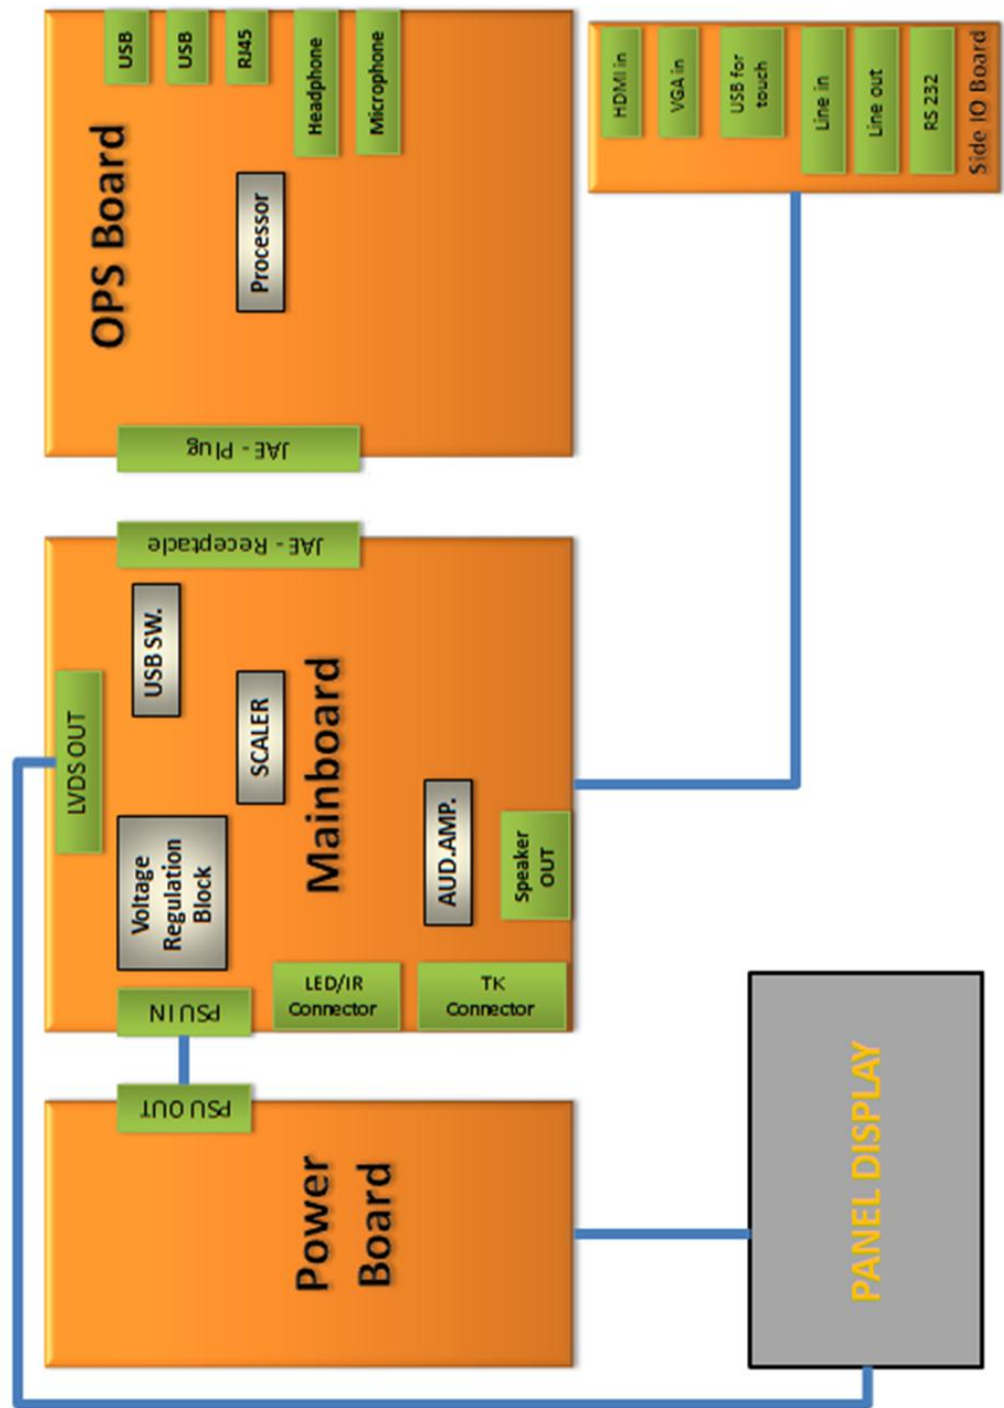 OPS Board
USB
USB
RJ45
Headphone
Microphone
Processor
JAE - Plug
JAE - Receptacle
USB SW.
LVDS OUT
SCALER
Mainboard
Voltage
Regulation
Block
AUD.AMP.
Speaker
OUT
PSU IN
LED/IR
Connector
TK
Connector
PSU OUT
Power
Board
PANEL DISPLAY
HDMI in
VGA in
USB for
touch
Line in
Line out
RS 232
Side IO Board